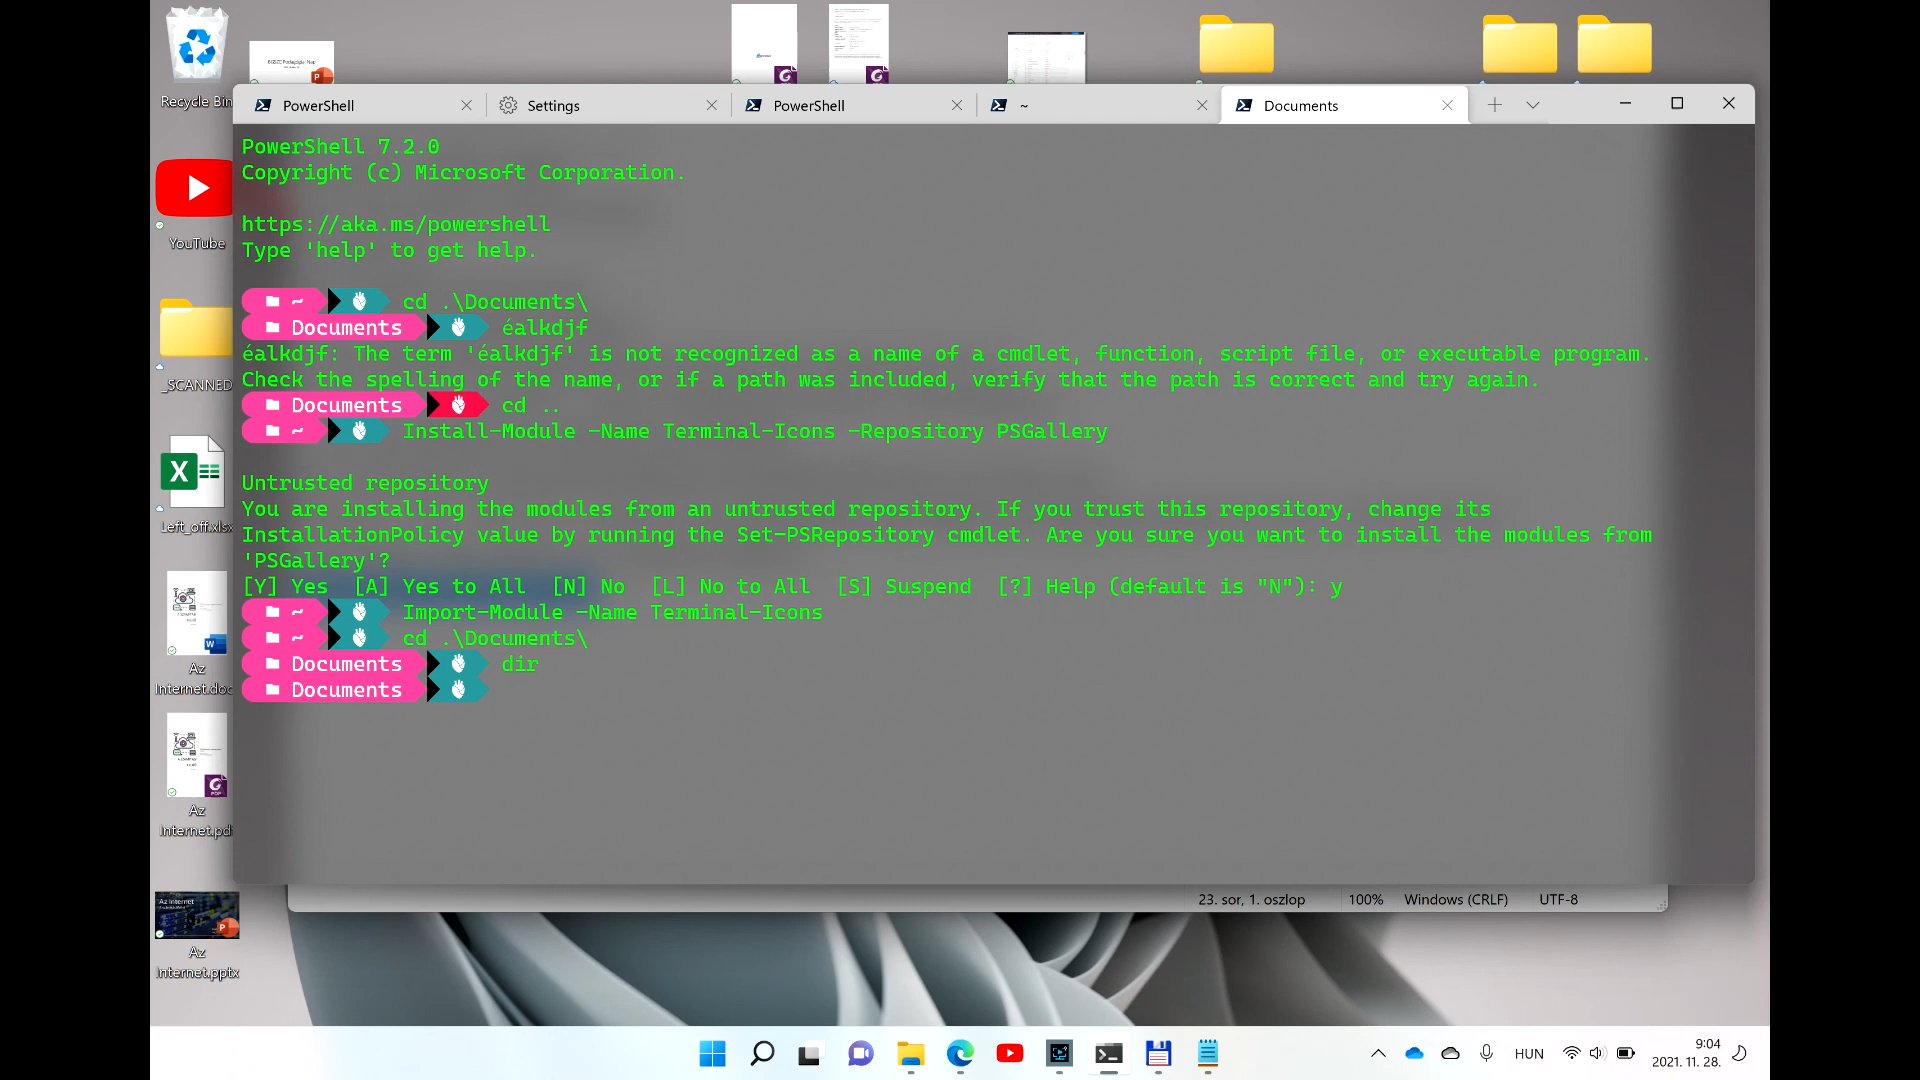 BGSZC Pedagógiai Nap
Recycle Bin
PowerShell
Settings
PowerShell
~
Documents
PowerShell 7.2.0
Copyright (c) Microsoft Corporation.
https://aka.ms/powershell
Type 'help' to get help.
~ cd .\Documents\
Documents éalkdjf
éalkdjf: The term 'éalkdjf' is not recognized as a name of a cmdlet, function, script file, or executable program.
Check the spelling of the name, or if a path was included, verify that the path is correct and try again.
Documents cd ..
~ Install-Module -Name Terminal-Icons -Repository PSGallery
Untrusted repository
You are installing the modules from an untrusted repository. If you trust this repository, change its
InstallationPolicy value by running the Set-PSRepository cmdlet. Are you sure you want to install the modules from
'PSGallery'?
[Y] Yes [A] Yes to All [N] No [L] No to All [S] Suspend [?] Help (default is "N"): y
~ Import-Module -Name Terminal-Icons
~ cd .\Documents\
Documents dir
Documents
YouTube
_SCANNED
Left_off.xlsx
Az
Internet.doc
Az
Internet.pdf
Az Internet
Az
Internet.pptx
23. sor, 1. oszlop
100%
Windows (CRLF)
UTF-8
HUN
9:04
2021. 11. 28.